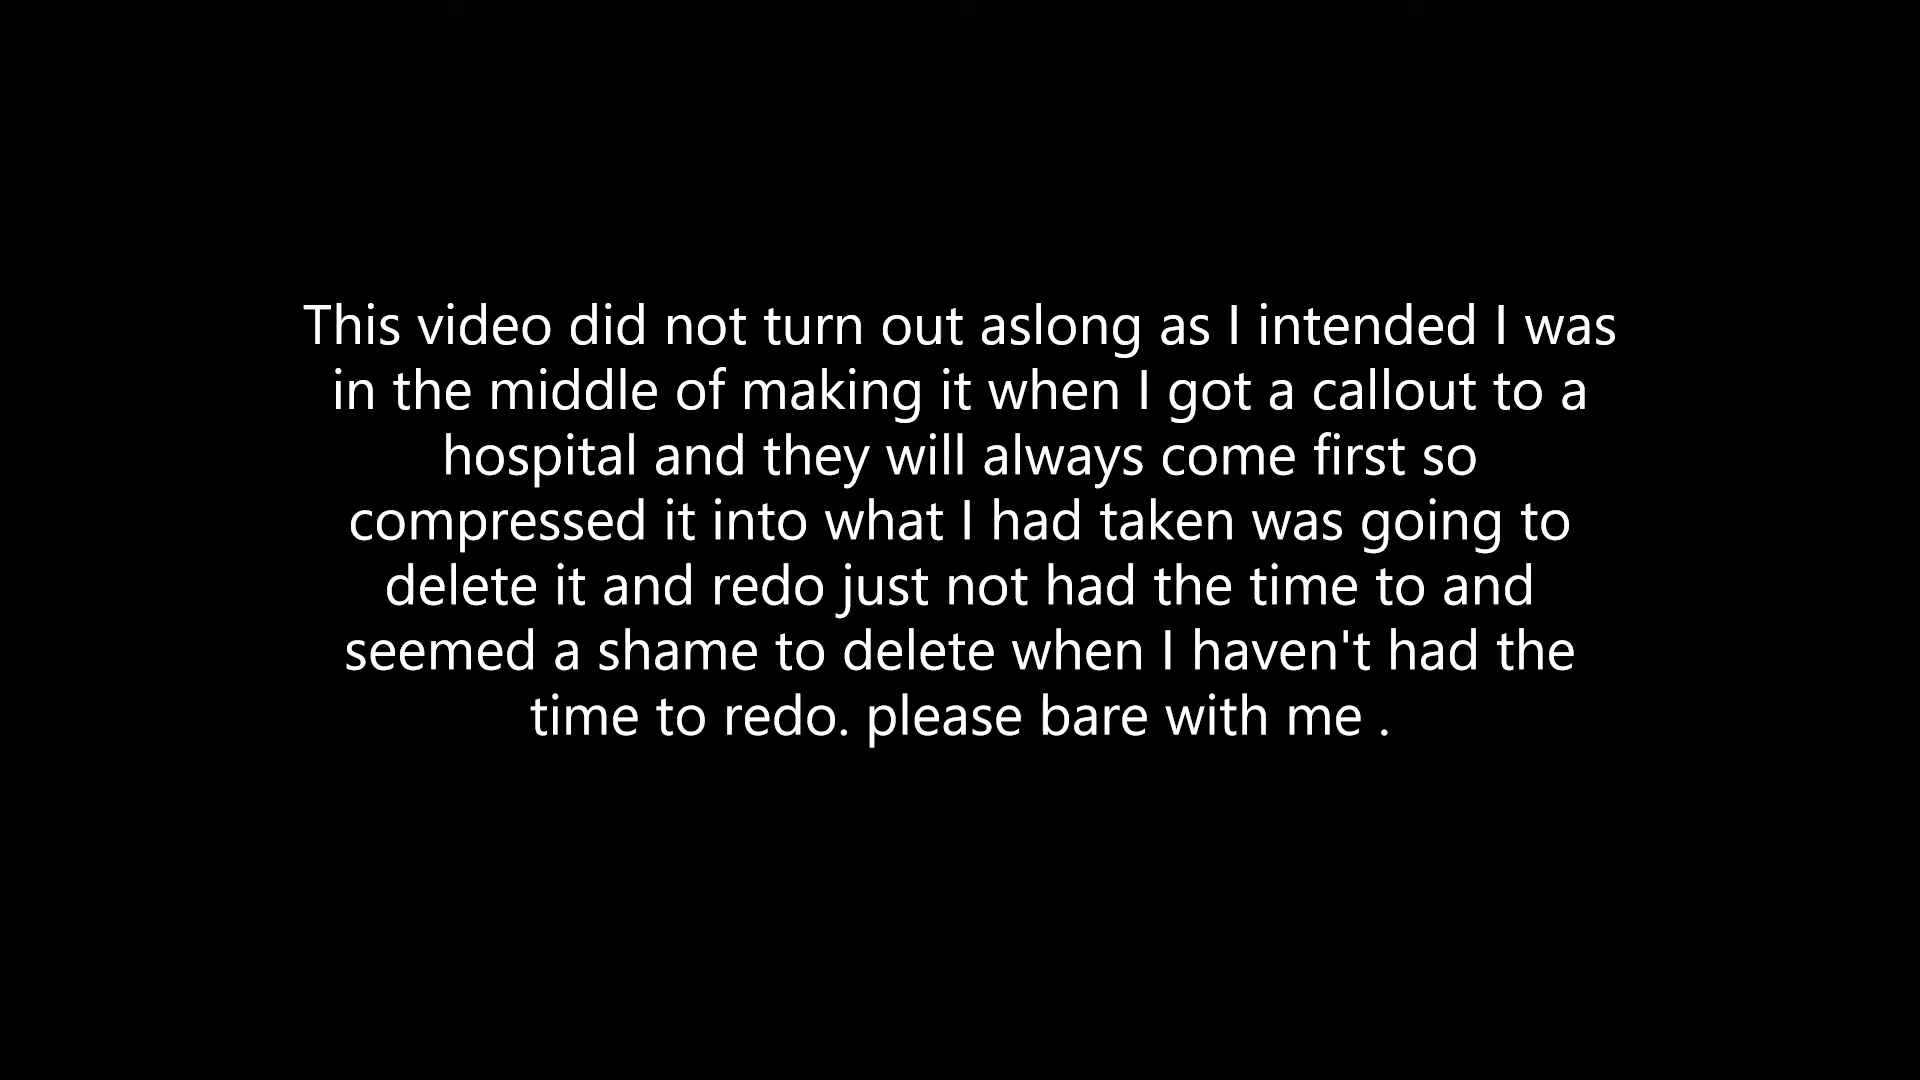 This video did not turn out aslong as I intended I was
in the middle of making it when I got a callout to a
hospital and they will always come first so
compressed it into what I had taken was going to
delete it and redo just not had the time to and
seemed a shame to delete when I haven't had the
time to redo. please bare with me .